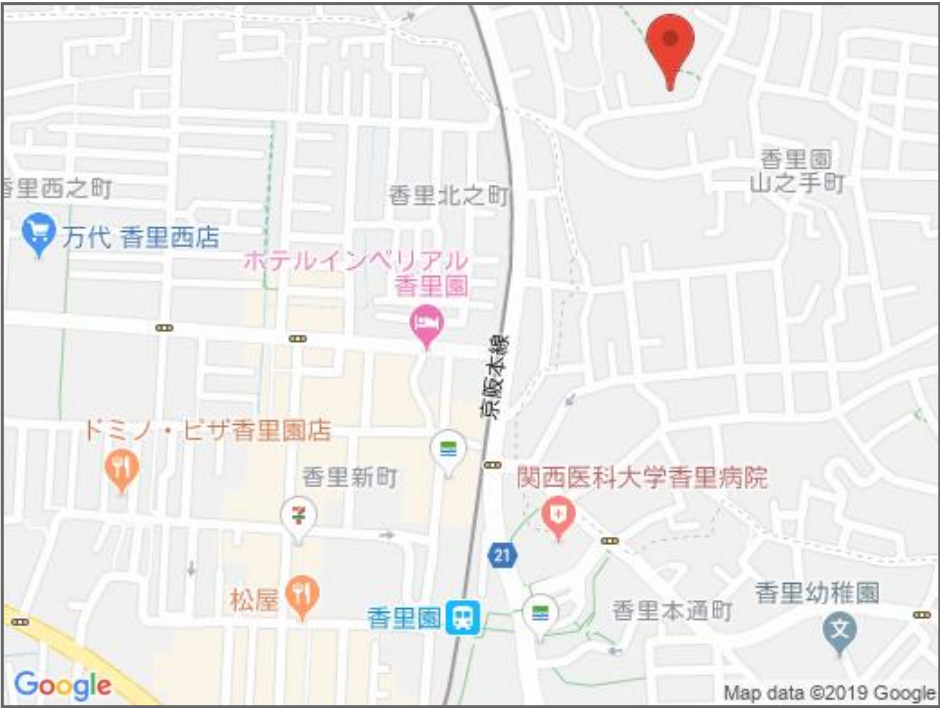 香里園
山之手町
香里西之町
香里北之町
万代 香里西店
ホテルインペリアル
香里園
京阪本線
ドミノ・ピザ香里園店
香里新町
関西医科大学香里病院
7
21
松屋
香里園
香里本通町
香里幼稚園
文
Google
Map data ©2019 Google